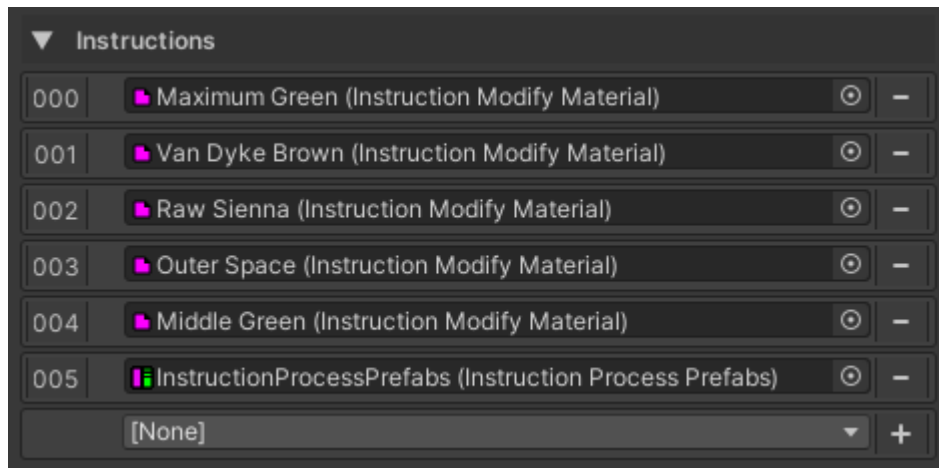 Instructions
000 Maximum Green (Instruction Modify Material)
001 Van Dyke Brown (Instruction Modify Material)
002 Raw Sienna (Instruction Modify Material)
003 Outer Space (Instruction Modify Material)
004 Middle Green (Instruction Modify Material)
005 InstructionProcessPrefabs (Instruction Process Prefabs)
[None]